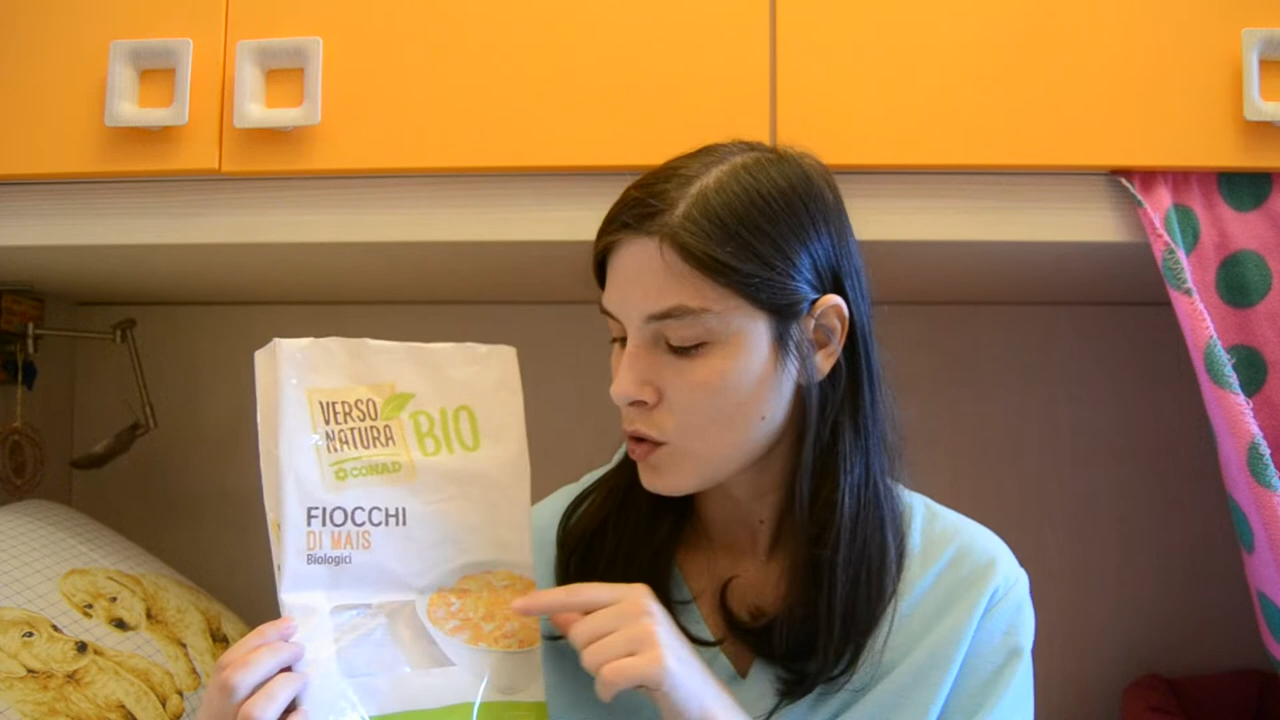 VERSO
NATURA
BIO
CONAD
FIOCCHI
DI MAIS
Biologici